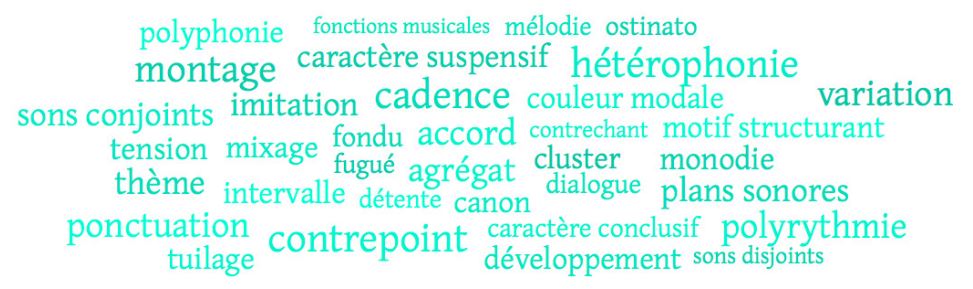 polyphonie fonctions musicales mélodie ostinato
montage caractère suspensif hétérophonie
sons conjoints imitation cadence couleur modale variation
tension mixage fondu accord contrechant motif structurant
fugué agrégat cluster monodie
thème intervalle détente canon dialogue plans sonores
ponctuation contrepoint caractère conclusif polyrythmie
tuilage développement sons disjoints